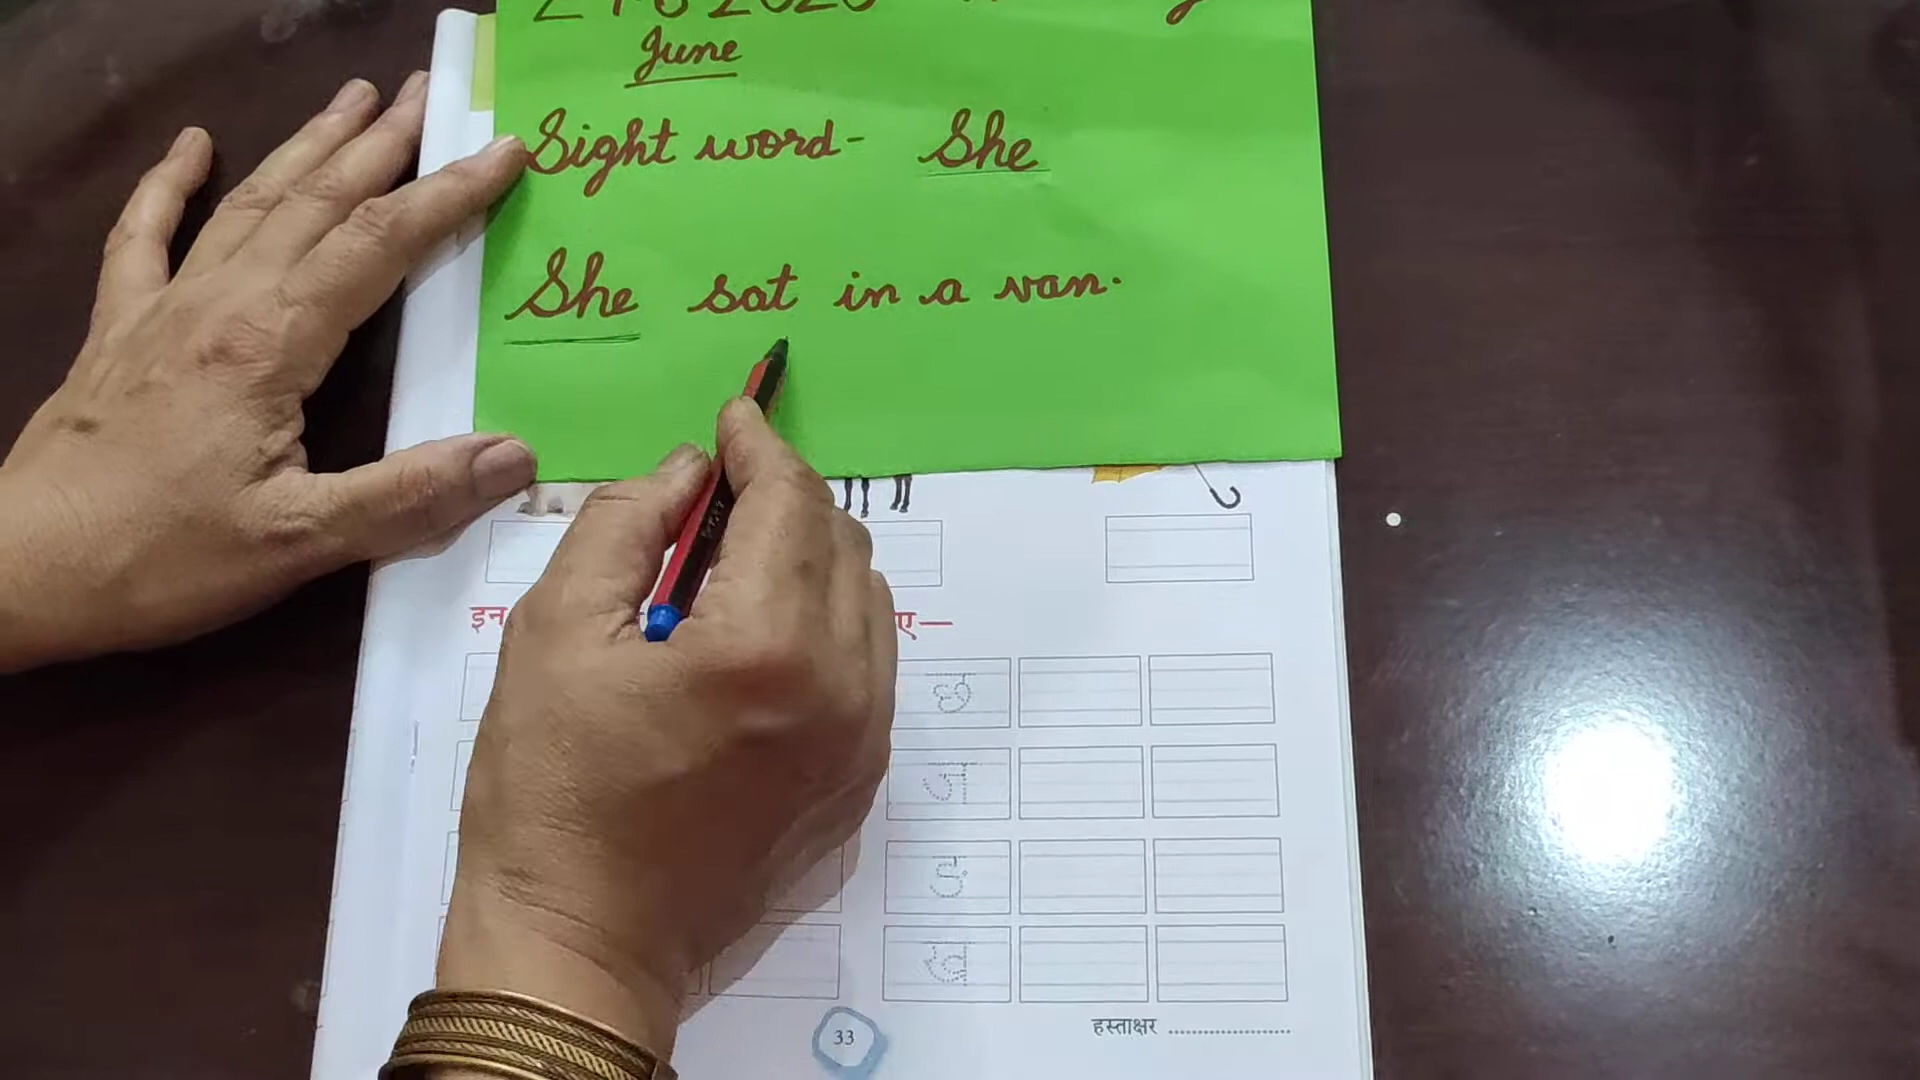 June
Sight word- She
She sat in a van.
इन
ए—
छ
ज
झ
33
हस्ताक्षर